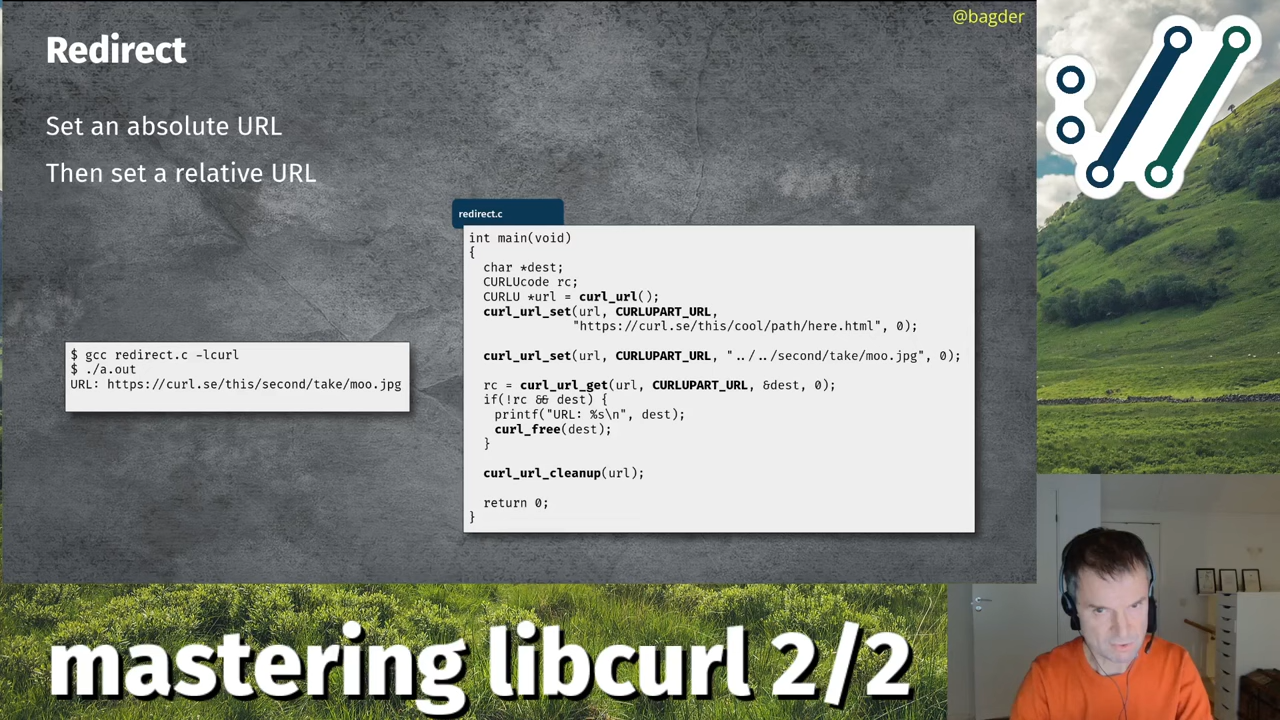 @bagder
Redirect
Set an absolute URL
Then set a relative URL
redirect.c
int main(void)
{
char *dest;
CURLUcode rc;
CURLU *url = curl_url();
curl_url_set(url, CURLUPART_URL,
"https://curl.se/this/cool/path/here.html", 0);
curl_url_set(url, CURLUPART_URL, "../../second/take/moo.jpg", 0);
rc = curl_url_get(url, CURLUPART_URL, &dest, 0);
if(!rc && dest) {
printf("URL: %s\n", dest);
curl_free(dest);
}
curl_url_cleanup(url);
return 0;
}
$ gcc redirect.c -lcurl
$ ./a.out
URL: https://curl.se/this/second/take/moo.jpg
mastering libcurl 2/2